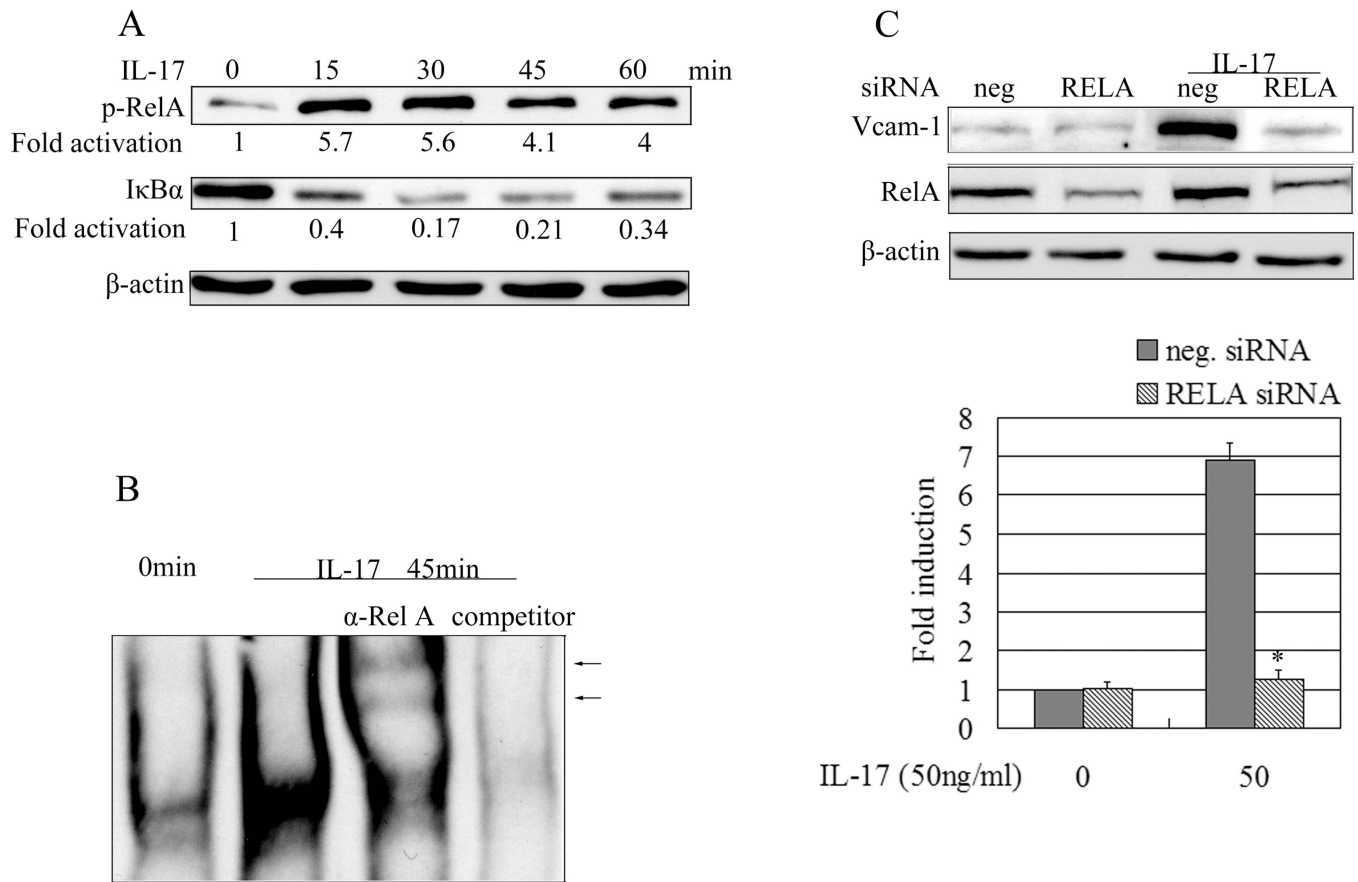 A
IL-17 0 15 30 45 60 min
p-RelA
Fold activation 1 5.7 5.6 4.1 4
IκBα
Fold activation 1 0.4 0.17 0.21 0.34
β-actin
B
0min IL-17 45min
α-Rel A competitor
C
IL-17
siRNA neg RELA neg RELA
Vcam-1
RelA
β-actin
neg. siRNA
RELA siRNA
Fold induction
8
7
6
5
4
3
2
1
0
*
IL-17 (50ng/ml) 0 50